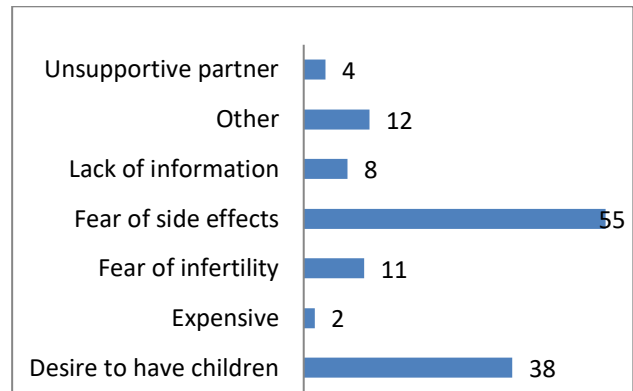 Unsupportive partner 4
Other 12
Lack of information 8
Fear of side effects 55
Fear of infertility 11
Expensive 2
Desire to have children 38